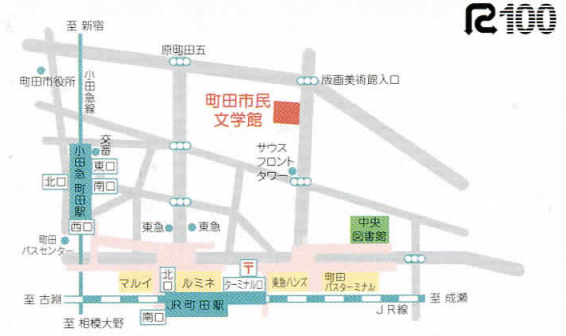 R100
至 新宿
原町田五
版画美術館入口
町田市役所
小田急線
町田市民
文学館
交番
サウス
フロント
タワー
小田急 町田駅
東口
北口
南口
西口
中央
図書館
町田
バスセンター
東急
東急
〒
マルイ
北口
ルミネ
ターミナル口
東急ハンズ
町田
バスターミナル
至 古淵
JR町田駅
至 成瀬
JR線
南口
至 相模大野